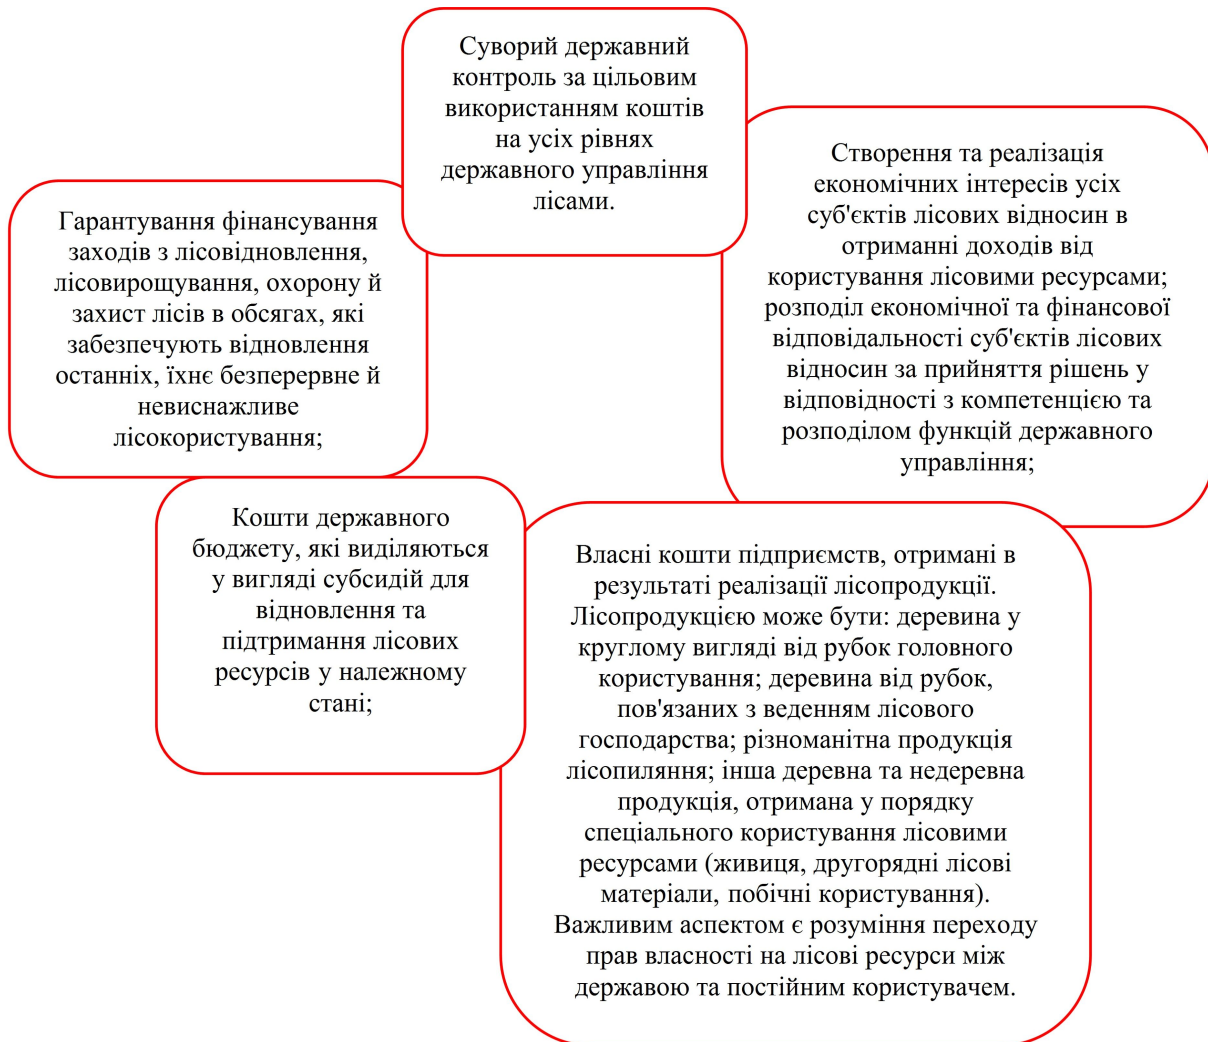 Суворий державний
контроль за цільовим
використанням коштів
на усіх рівнях
державного управління
лісами.
Гарантування фінансування
заходів з лісовідновлення,
лісовирощування, охорону й
захист лісів в обсягах, які
забезпечують відновлення
останніх, їхнє безперервне й
невиснажливе
лісокористування;
Створення та реалізація
економічних інтересів усіх
суб'єктів лісових відносин в
отриманні доходів від
користування лісовими ресурсами;
розподіл економічної та фінансової
відповідальності суб'єктів лісових
відносин за прийняття рішень у
відповідності з компетенцією та
розподілом функцій державного
управління;
Кошти державного
бюджету, які виділяються
у вигляді субсидій для
відновлення та
підтримання лісових
ресурсів у належному
стані;
Власні кошти підприємств, отримані в
результаті реалізації лісопродукції.
Лісопродукцією може бути: деревина у
круглому вигляді від рубок головного
користування; деревина від рубок,
пов'язаних з веденням лісового
господарства; різноманітна продукція
лісопиляння; інша деревна та недеревна
продукція, отримана у порядку
спеціального користування лісовими
ресурсами (живиця, другорядні лісові
матеріали, побічні користування).
Важливим аспектом є розуміння переходу
прав власності на лісові ресурси між
державою та постійним користувачем.